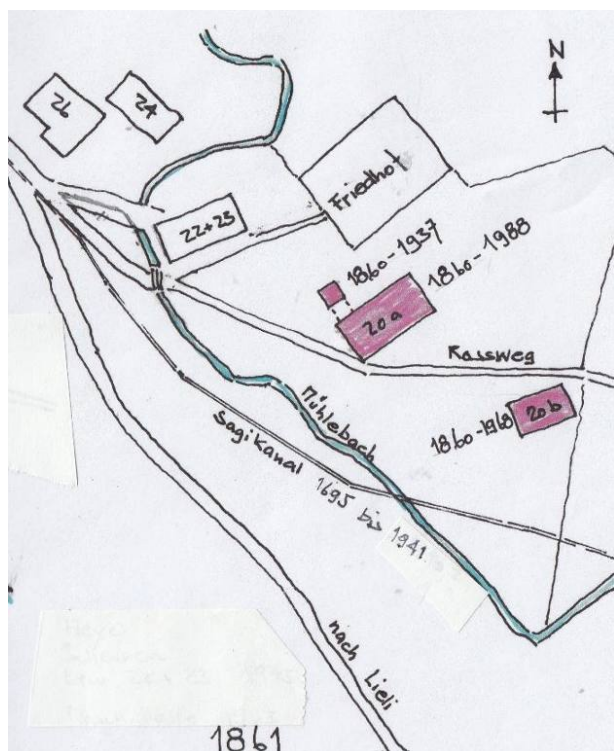 N
26
24
22+23
Friedhof
1860-1937
1860-1988
20a
Rassweg
20b
1860-1968
Mühlebach
Sagikanal 1695 bis 1941
nach Lieli
1861